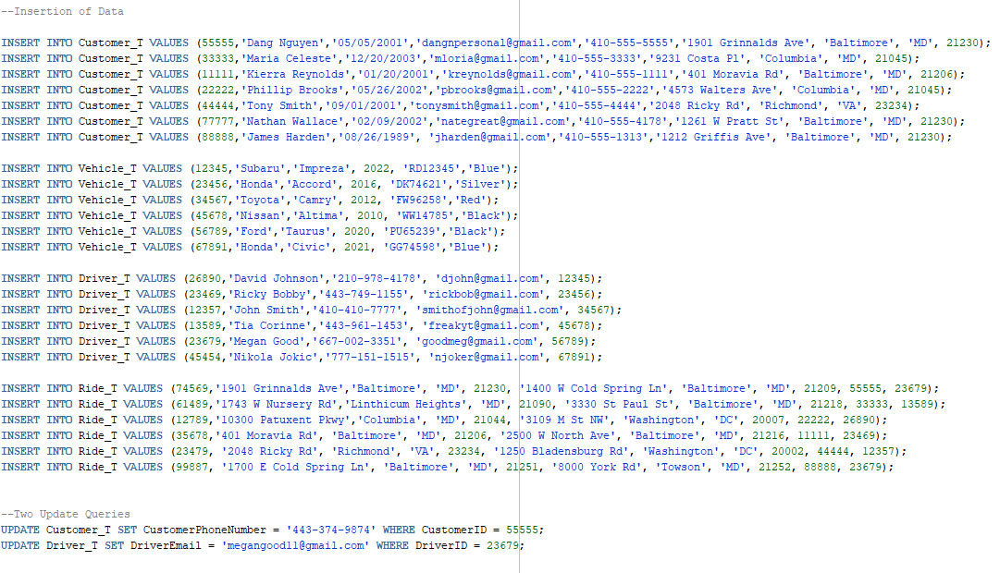 --Insertion of Data
INSERT INTO Customer_T VALUES (55555,'Dang Nguyen','05/05/2001','dangnpersonal@gmail.com','410-555-5555','1901 Grinnalds Ave', 'Baltimore', 'MD', 21230);
INSERT INTO Customer_T VALUES (33333,'Maria Celeste','12/20/2003','mloria@gmail.com','410-555-3333','9231 Costa Pl', 'Columbia', 'MD', 21045);
INSERT INTO Customer_T VALUES (11111,'Kierra Reynolds','01/20/2001','kreynolds@gmail.com','410-555-1111','401 Moravia Rd', 'Baltimore', 'MD', 21206);
INSERT INTO Customer_T VALUES (22222,'Phillip Brooks','05/26/2002','pbrooks@gmail.com','410-555-2222','4573 Walters Ave', 'Columbia', 'MD', 21045);
INSERT INTO Customer_T VALUES (44444,'Tony Smith','09/01/2001','tonysmith@gmail.com','410-555-4444','2048 Ricky Rd', 'Richmond', 'VA', 23234);
INSERT INTO Customer_T VALUES (77777,'Nathan Wallace','02/09/2002','nategreat@gmail.com','410-555-4178','1261 W Pratt St', 'Baltimore', 'MD', 21230);
INSERT INTO Customer_T VALUES (88888,'James Harden','08/26/1989', 'jharden@gmail.com','410-555-1313','1212 Griffis Ave', 'Baltimore', 'MD', 21230);
INSERT INTO Vehicle_T VALUES (12345,'Subaru','Impreza', 2022, 'RD12345','Blue');
INSERT INTO Vehicle_T VALUES (23456,'Honda','Accord', 2016, 'DK74621','Silver');
INSERT INTO Vehicle_T VALUES (34567,'Toyota','Camry', 2012, 'FW96258','Red');
INSERT INTO Vehicle_T VALUES (45678,'Nissan','Altima', 2010, 'WW14785','Black');
INSERT INTO Vehicle_T VALUES (56789,'Ford','Taurus', 2020, 'PU65239','Black');
INSERT INTO Vehicle_T VALUES (67891,'Honda','Civic', 2021, 'GG74598','Blue');
INSERT INTO Driver_T VALUES (26890,'David Johnson','210-978-4178', 'djohn@gmail.com', 12345);
INSERT INTO Driver_T VALUES (23469,'Ricky Bobby','443-749-1155', 'rickbob@gmail.com', 23456);
INSERT INTO Driver_T VALUES (12357,'John Smith','410-410-7777', 'smithofjohn@gmail.com', 34567);
INSERT INTO Driver_T VALUES (13589,'Tia Corinne','443-961-1453', 'freakyt@gmail.com', 45678);
INSERT INTO Driver_T VALUES (23679,'Megan Good','667-002-3351', 'goodmeg@gmail.com', 56789);
INSERT INTO Driver_T VALUES (45454,'Nikola Jokic','777-151-1515', 'njoker@gmail.com', 67891);
INSERT INTO Ride_T VALUES (74569,'1901 Grinnalds Ave','Baltimore', 'MD', 21230, '1400 W Cold Spring Ln', 'Baltimore', 'MD', 21209, 55555, 23679);
INSERT INTO Ride_T VALUES (61489,'1743 W Nursery Rd','Linthicum Heights', 'MD', 21090, '3330 St Paul St', 'Baltimore', 'MD', 21218, 33333, 13589);
INSERT INTO Ride_T VALUES (12789,'10300 Patuxent Pkwy','Columbia', 'MD', 21044, '3109 M St NW', 'Washington', 'DC', 20007, 22222, 26890);
INSERT INTO Ride_T VALUES (35678,'401 Moravia Rd', 'Baltimore', 'MD', 21206, '2500 W North Ave', 'Baltimore', 'MD', 21216, 11111, 23469);
INSERT INTO Ride_T VALUES (23479, '2048 Ricky Rd', 'Richmond', 'VA', 23234, '1250 Bladensburg Rd', 'Washington', 'DC', 20002, 44444, 12357);
INSERT INTO Ride_T VALUES (99887, '1700 E Cold Spring Ln', 'Baltimore', 'MD', 21251, '8000 York Rd', 'Towson', 'MD', 21252, 88888, 23679);
--Two Update Queries
UPDATE Customer_T SET CustomerPhoneNumber = '443-374-9874' WHERE CustomerID = 55555;
UPDATE Driver_T SET DriverEmail = 'megangood11@gmail.com' WHERE DriverID = 23679;